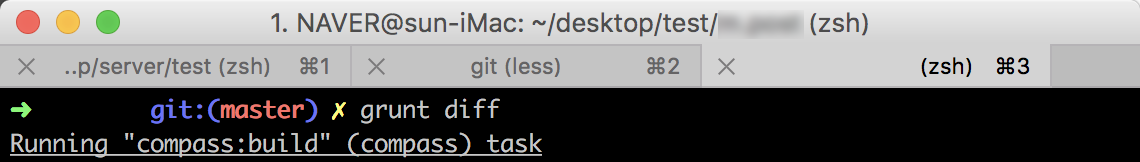 1. NAVER@sun-iMac: ~/desktop/test/ (zsh)
..p/server/test (zsh) ⌘1 git (less) ⌘2 (zsh) ⌘3
➜ git:(master) ✗ grunt diff
Running "compass:build" (compass) task